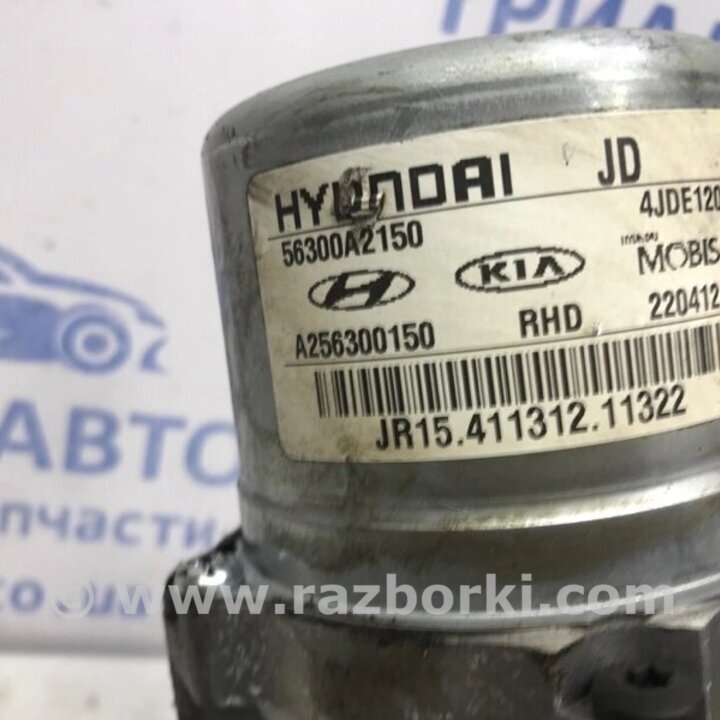 HYUNDAI JD
4JDE120
56300A2150
KIA
MOBIS
A256300150 RHD 220412
JR15.411312.11322
АВТО
www.razborki.com